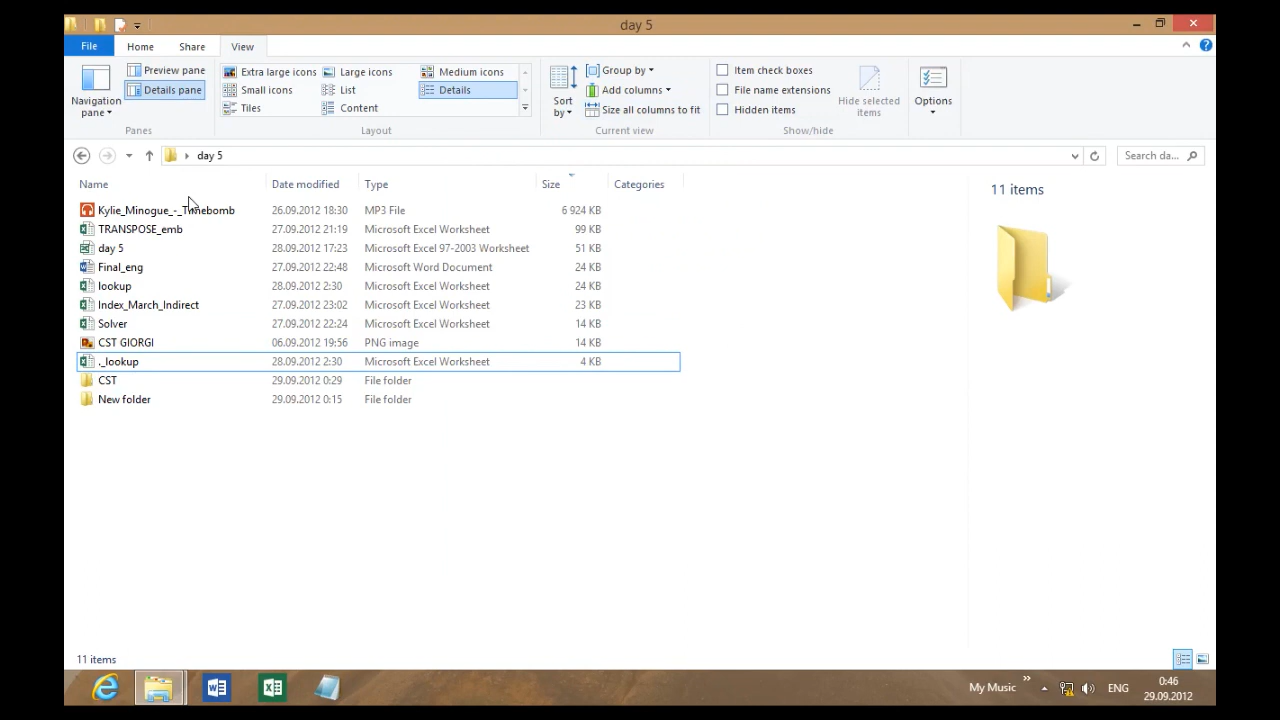 day 5
File Home Share View
Navigation pane
Preview pane
Details pane
Panes
Extra large icons Large icons Medium icons
Small icons List Details
Tiles Content
Layout
Sort by
Group by
Add columns
Size all columns to fit
Current view
Item check boxes
File name extensions
Hidden items
Hide selected items
Show/hide
Options
day 5
Search da...
Name Date modified Type Size Categories
Kylie_Minogue_-_Timebomb 26.09.2012 18:30 MP3 File 6 924 KB
TRANSPOSE_emb 27.09.2012 21:19 Microsoft Excel Worksheet 99 KB
day 5 28.09.2012 17:23 Microsoft Excel 97-2003 Worksheet 51 KB
Final_eng 27.09.2012 22:48 Microsoft Word Document 24 KB
lookup 28.09.2012 2:30 Microsoft Excel Worksheet 24 KB
Index_March_Indirect 27.09.2012 23:02 Microsoft Excel Worksheet 23 KB
Solver 27.09.2012 22:24 Microsoft Excel Worksheet 14 KB
CST GIORGI 06.09.2012 19:56 PNG image 14 KB
._lookup 28.09.2012 2:30 Microsoft Excel Worksheet 4 KB
CST 29.09.2012 0:29 File folder
New folder 29.09.2012 0:15 File folder
11 items
11 items
My Music
ENG
0:46
29.09.2012